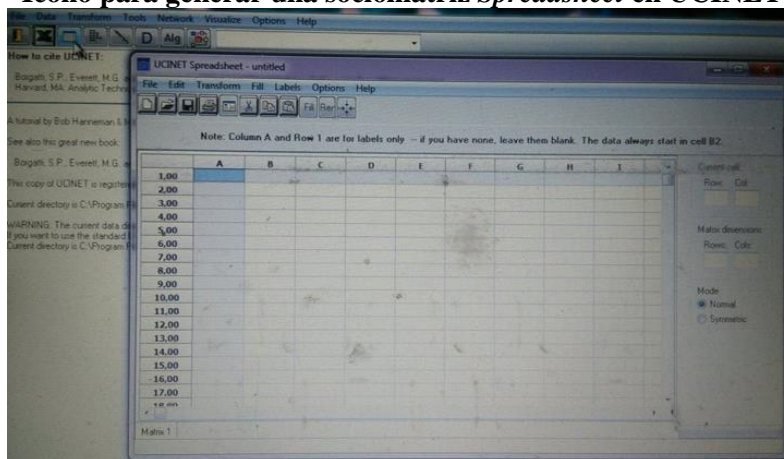 Icono para generar una sociomatriz Spreadsheet en UCINET
File Data Transform Tools Network Visualize Options Help
D Alg
How to cite UCINET:
Borgatti, S.P., Everett, M.G.
Harvard, MA: Analytic
A tutorial by Bob Hanneman &
See also this great new book:
Borgatti, S.P., Everett, M.G.
This copy of UCINET is
Current directory is C:\Program
WARNING: The current data
If you want to use the standard
Current directory is C:\Program
UCINET Spreadsheet - untitled
File Edit Transform Fill Labels Options Help
Fill
Note: Column A and Row 1 are for labels only -- if you have none, leave them blank. The data always start in cell B2.
A B C D E F G H I
1,00
2,00
3,00
4,00
5,00
6,00
7,00
8,00
9,00
10,00
11,00
12,00
13,00
14,00
15,00
16,00
17,00
Current cell:
Row: Col:
Matrix dimensions:
Rows: Cols:
Mode
Normal
Symmetric
Matrix 1